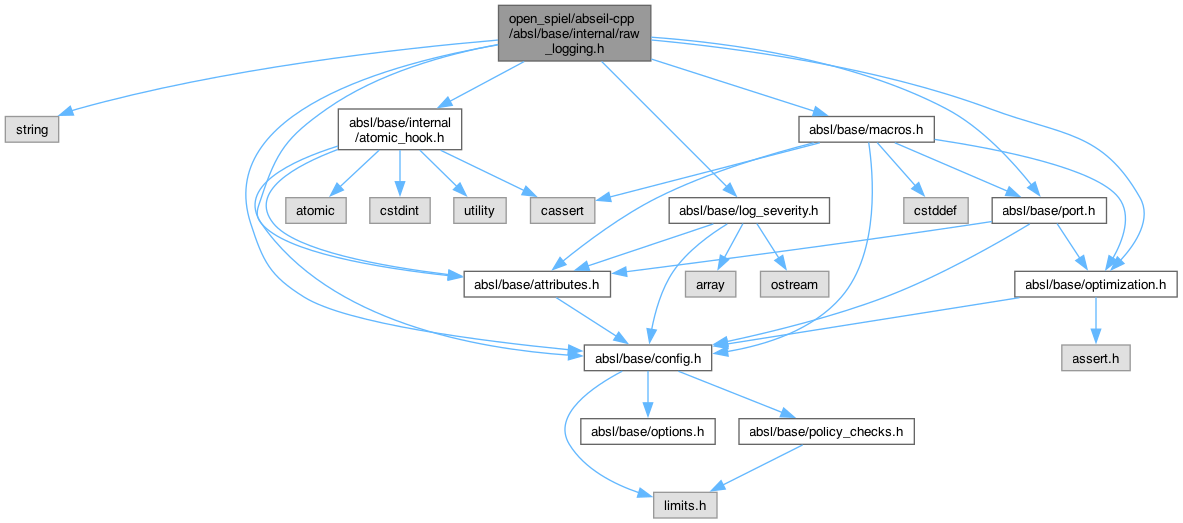 open_spiel/abseil-cpp
/absl/base/internal/raw
_logging.h
string
absl/base/internal
/atomic_hook.h
absl/base/macros.h
atomic
cstdint
utility
cassert
absl/base/log_severity.h
cstddef
absl/base/port.h
absl/base/attributes.h
array
ostream
absl/base/optimization.h
absl/base/config.h
assert.h
absl/base/options.h
absl/base/policy_checks.h
limits.h